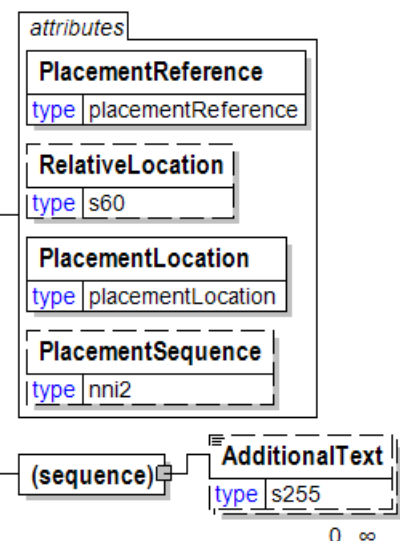 attributes
PlacementReference
type placementReference
RelativeLocation
type s60
PlacementLocation
type placementLocation
PlacementSequence
type nni2
(sequence)
AdditionalText
type s255
0 ∞